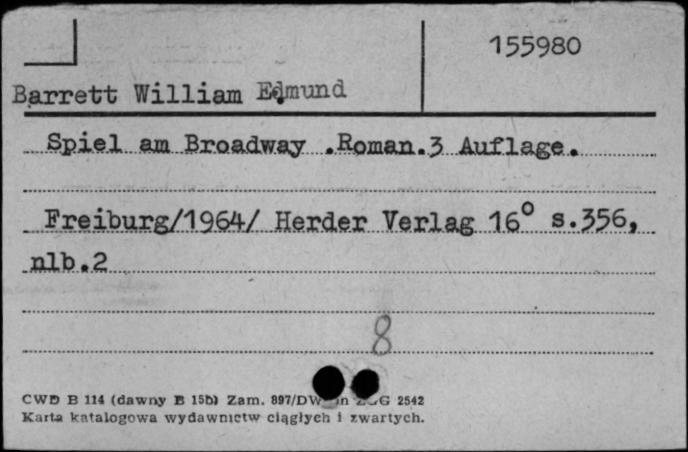 155980
Barrett William Edmund
Spiel am Broadway .Roman.3 Auflage.
Freiburg/1964/ Herder Verlag 16° s.356,
nlb.2
8
CWD B 114 (dawny B 15b) Zam. 897/DW G 2542
Karta katalogowa wydawnictw ciągłych i zwartych.